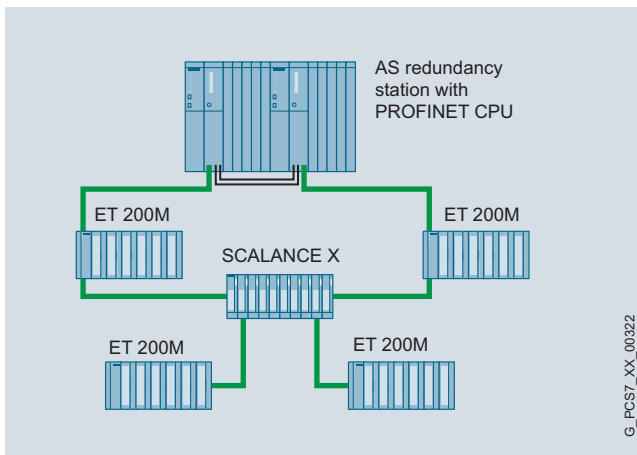 AS redundancy
station with
PROFINET CPU
ET 200M
ET 200M
SCALANCE X
ET 200M
ET 200M
G_PCS7_XX_00322